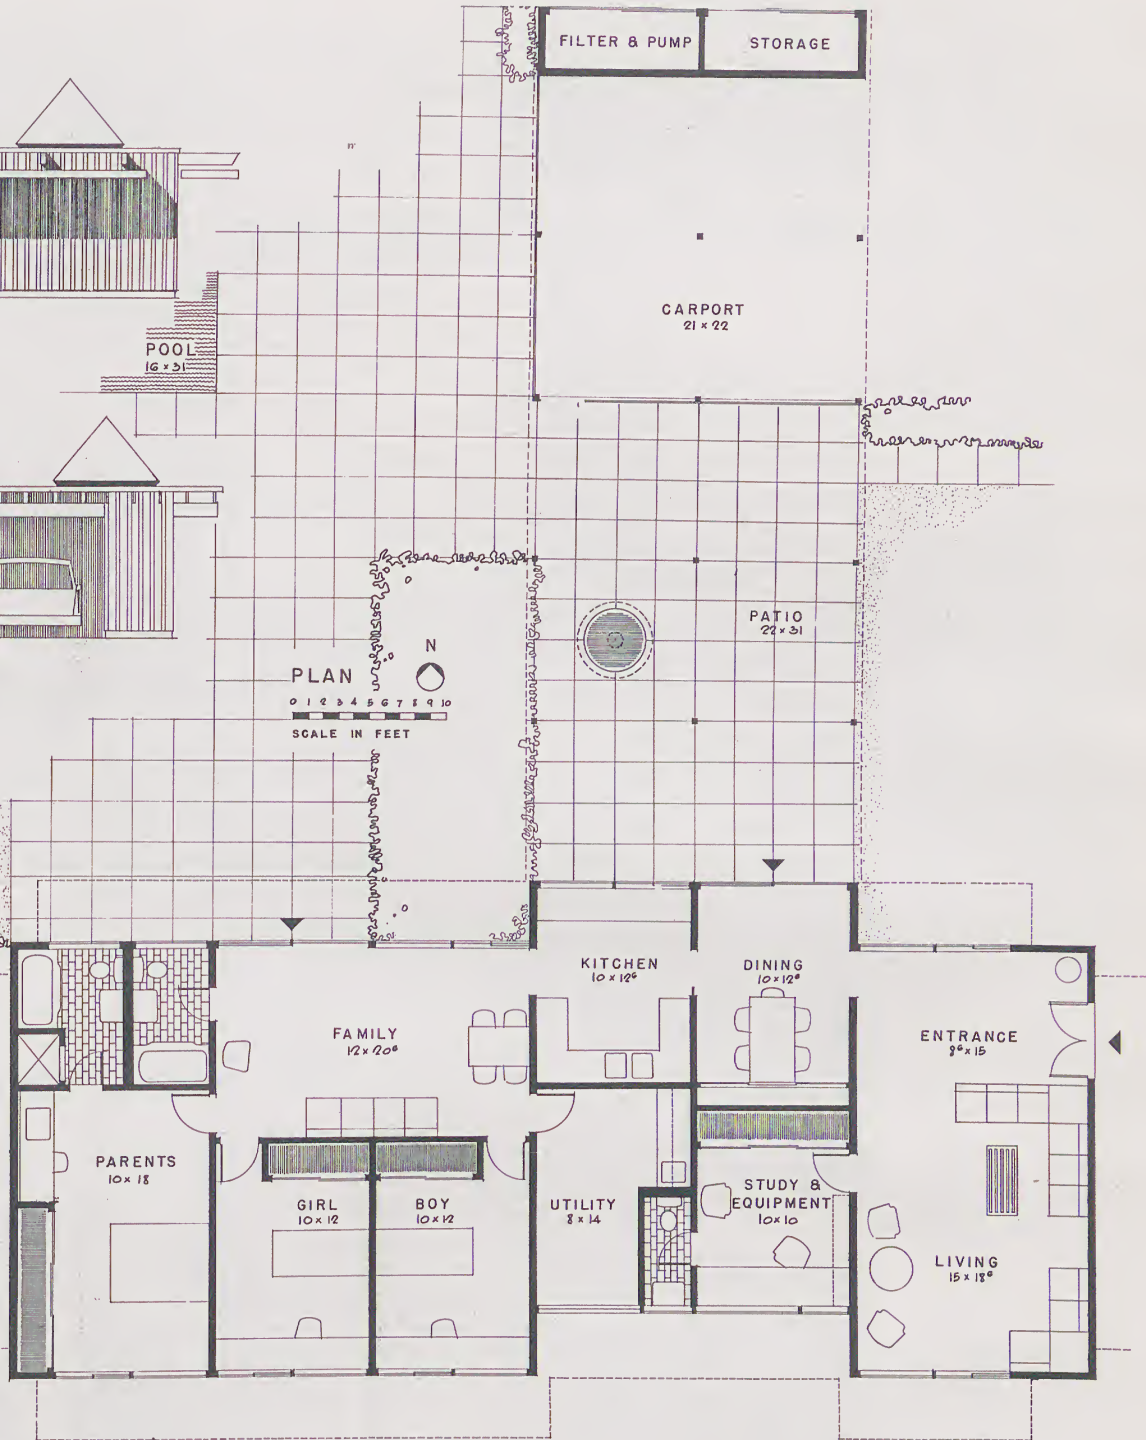 FILTER & PUMP
STORAGE
CARPORT
21 x 22
POOL
16 x 31
PATIO
22 x 31
N
PLAN
0 1 2 3 4 5 6 7 8 9 10
SCALE IN FEET
KITCHEN
10 x 12⁶
DINING
10 x 12⁶
FAMILY
12 x 20⁶
ENTRANCE
x 15
PARENTS
10 x 18
GIRL
10 x 12
BOY
10 x 12
UTILITY
8 x 14
STUDY &
EQUIPMENT
10 x 10
LIVING
15 x 18⁶